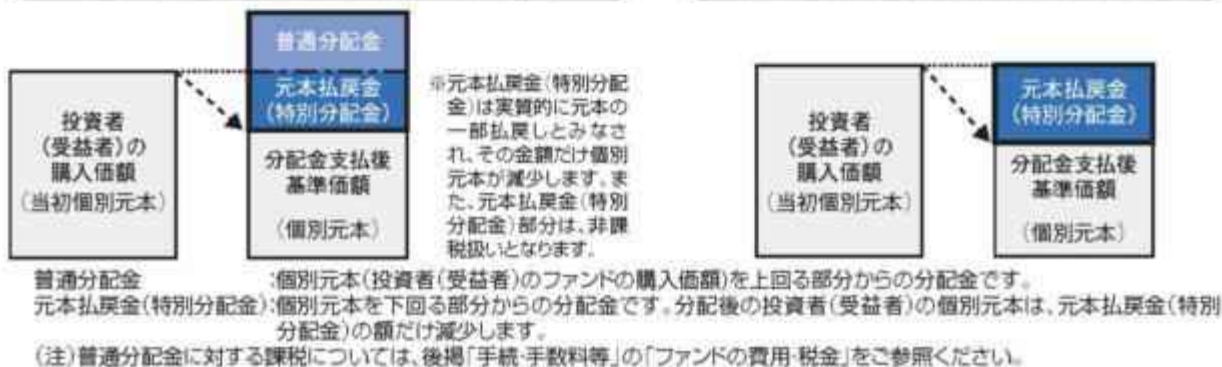 普通分配金
元本払戻金
(特別分配金)
投資者
(受益者)の
購入価額
(当初個別元本)
分配金支払後
基準価額
(個別元本)
※元本払戻金(特別分配
金)は実質的に元本の
一部払戻しとみなさ
れ、その金額だけ個別
元本が減少します。ま
た、元本払戻金(特別
分配金)部分は、非課
税扱いとなります。
元本払戻金
(特別分配金)
投資者
(受益者)の
購入価額
(当初個別元本)
分配金支払後
基準価額
(個別元本)
普通分配金 :個別元本(投資者(受益者)のファンドの購入価額)を上回る部分からの分配金です。
元本払戻金(特別分配金):個別元本を下回る部分からの分配金です。分配後の投資者(受益者)の個別元本は、元本払戻金(特別
分配金)の額だけ減少します。
(注)普通分配金に対する課税については、後掲「手続・手数料等」の「ファンドの費用・税金」をご参照ください。